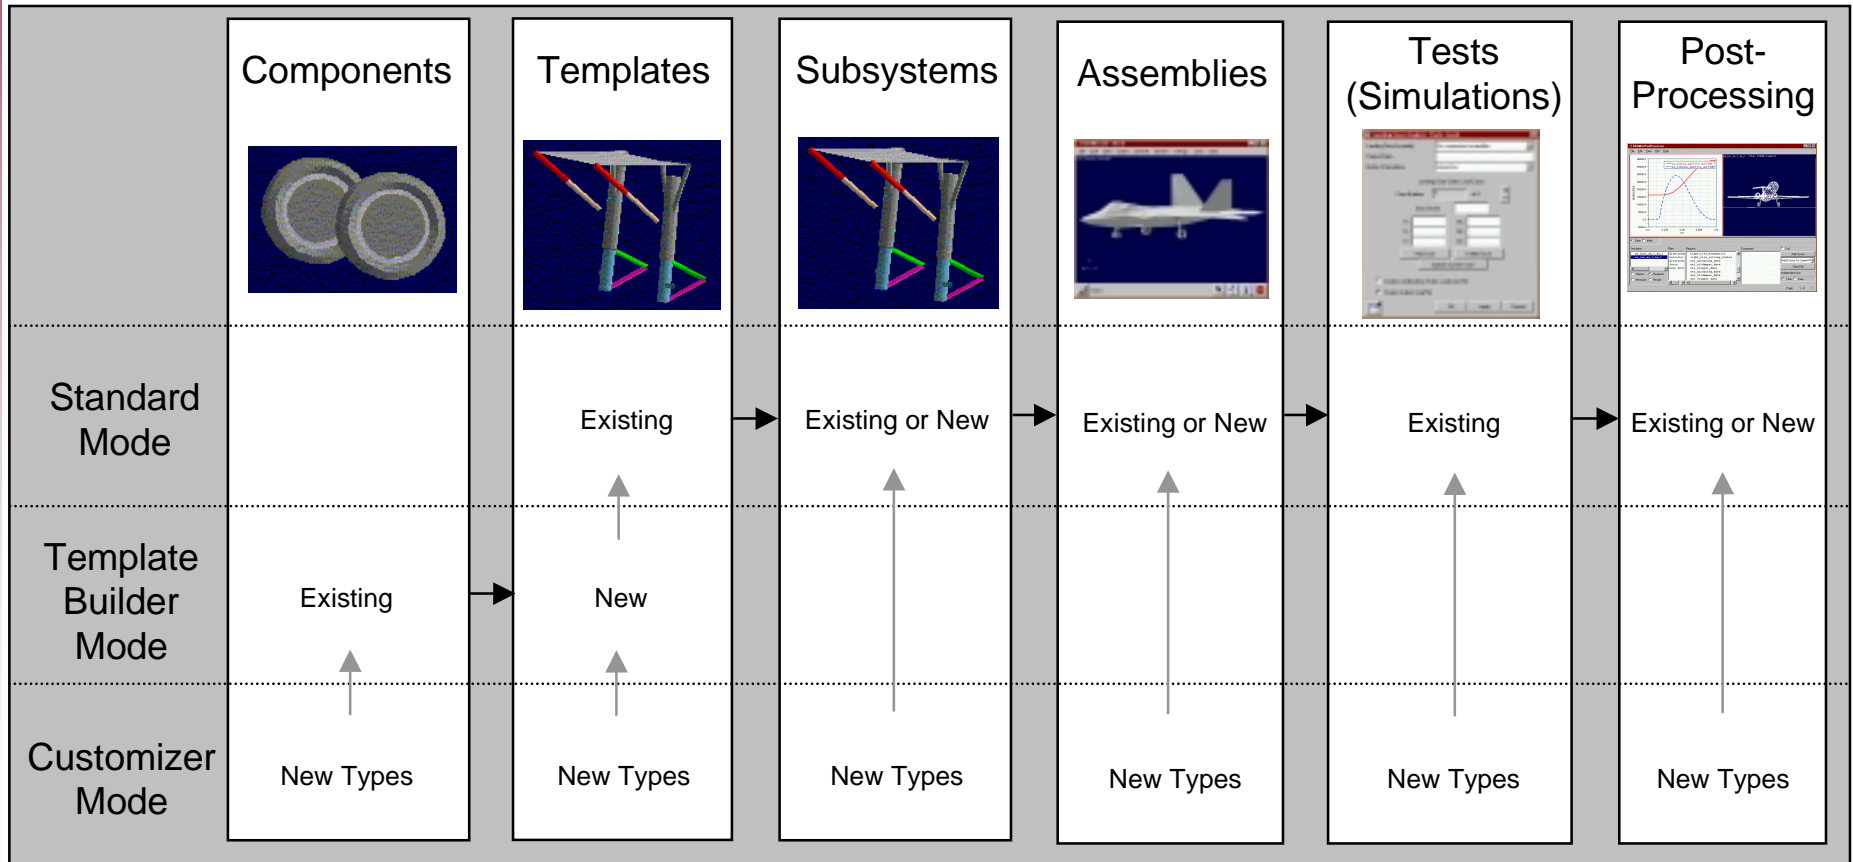 Components
Templates
Subsystems
Assemblies
Tests
(Simulations)
Post-
Processing
Standard
Mode
Existing
Existing or New
Existing or New
Existing
Existing or New
Template
Builder
Mode
Existing
New
Customizer
Mode
New Types
New Types
New Types
New Types
New Types
New Types